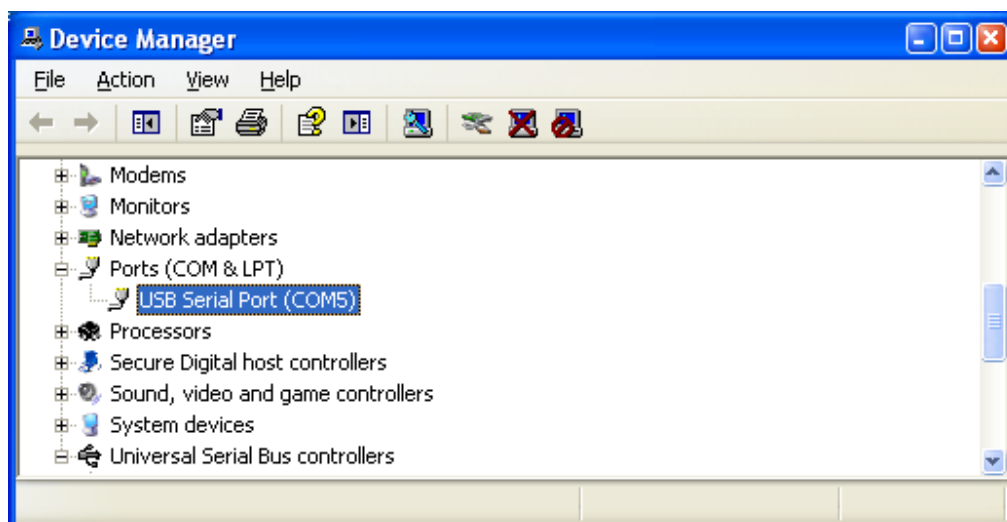 Device Manager
File Action View Help
Modems
Monitors
Network adapters
Ports (COM & LPT)
USB Serial Port (COM5)
Processors
Secure Digital host controllers
Sound, video and game controllers
System devices
Universal Serial Bus controllers